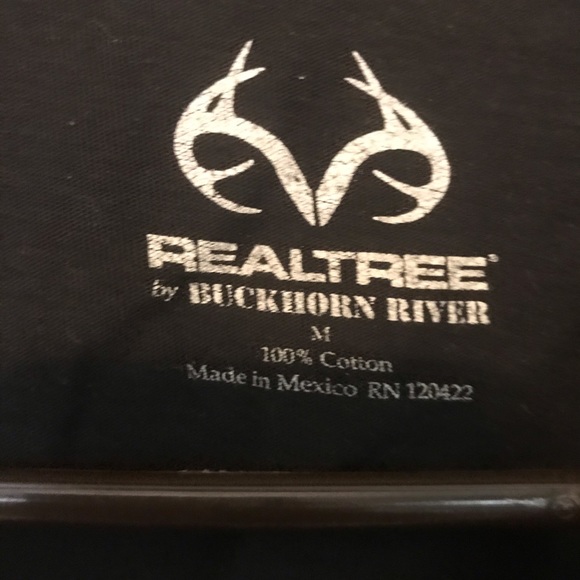 REALTREE®
by BUCKHORN RIVER
M
100% Cotton
Made in Mexico RN 120422